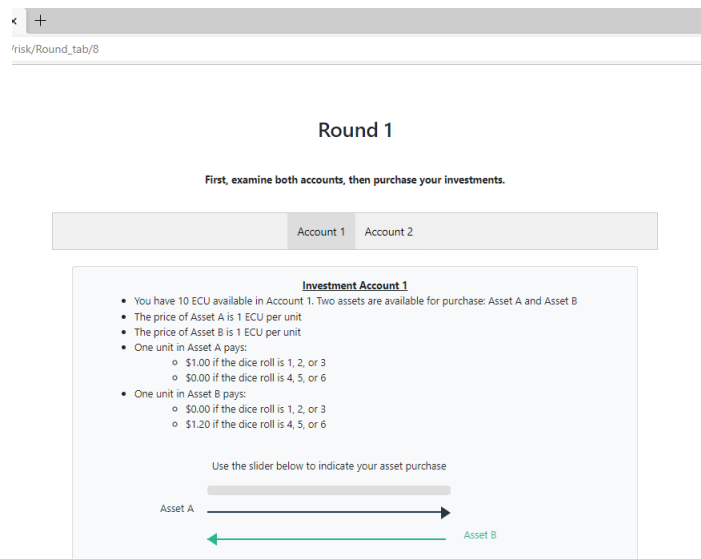 /risk/Round_tab/8
Round 1
First, examine both accounts, then purchase your investments.
Account 1 Account 2
Investment Account 1
• You have 10 ECU available in Account 1. Two assets are available for purchase: Asset A and Asset B
• The price of Asset A is 1 ECU per unit
• The price of Asset B is 1 ECU per unit
• One unit in Asset A pays:
○ $1.00 if the dice roll is 1, 2, or 3
○ $0.00 if the dice roll is 4, 5, or 6
• One unit in Asset B pays:
○ $0.00 if the dice roll is 1, 2, or 3
○ $1.20 if the dice roll is 4, 5, or 6
Use the slider below to indicate your asset purchase
Asset A
Asset B